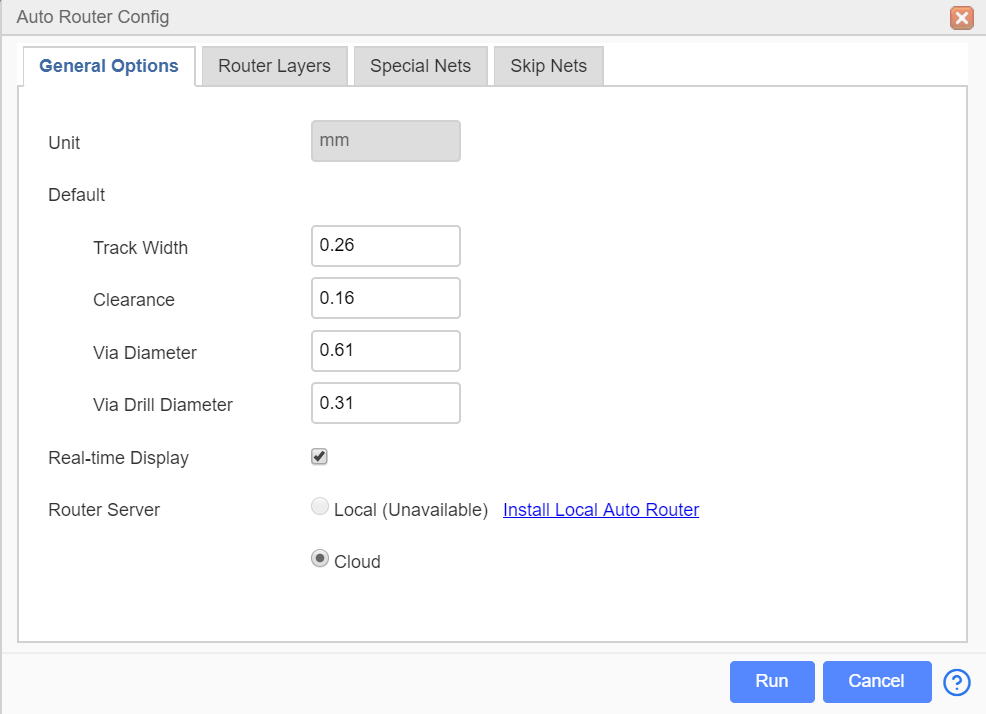 Auto Router Config
General Options Router Layers Special Nets Skip Nets
Unit mm
Default
Track Width 0.26
Clearance 0.16
Via Diameter 0.61
Via Drill Diameter 0.31
Real-time Display
Router Server Local (Unavailable) Install Local Auto Router
Cloud
Run Cancel ?